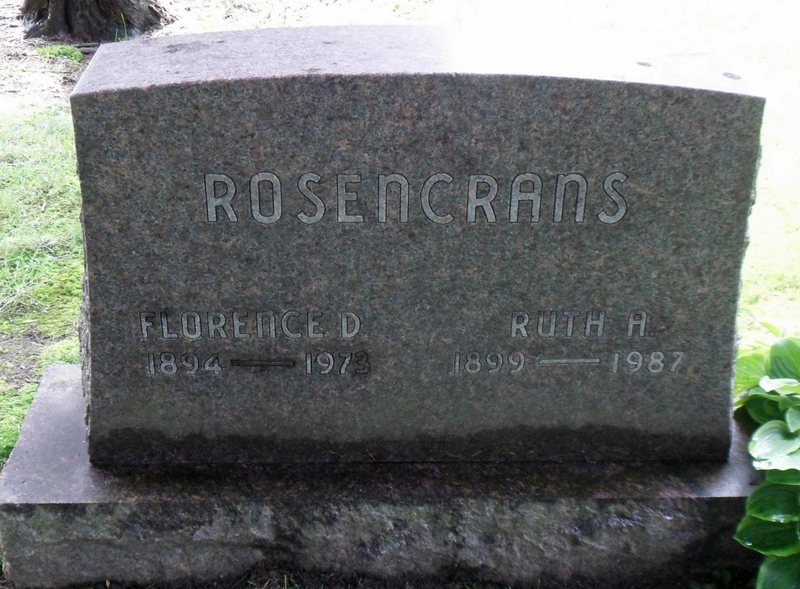 ROSENCRANS
FLORENCE D. RUTH A.
1894 — 1973 1899 — 1987